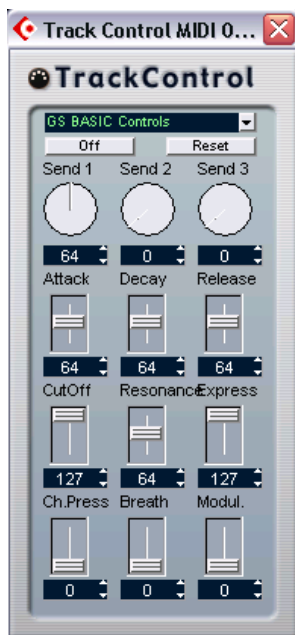 Track Control MIDI 0...
TrackControl
GS BASIC Controls
Off Reset
Send 1 Send 2 Send 3
64 0 0
Attack Decay Release
64 64 64
CutOff Resonance Express
127 64 127
Ch.Press Breath Modul.
0 0 0